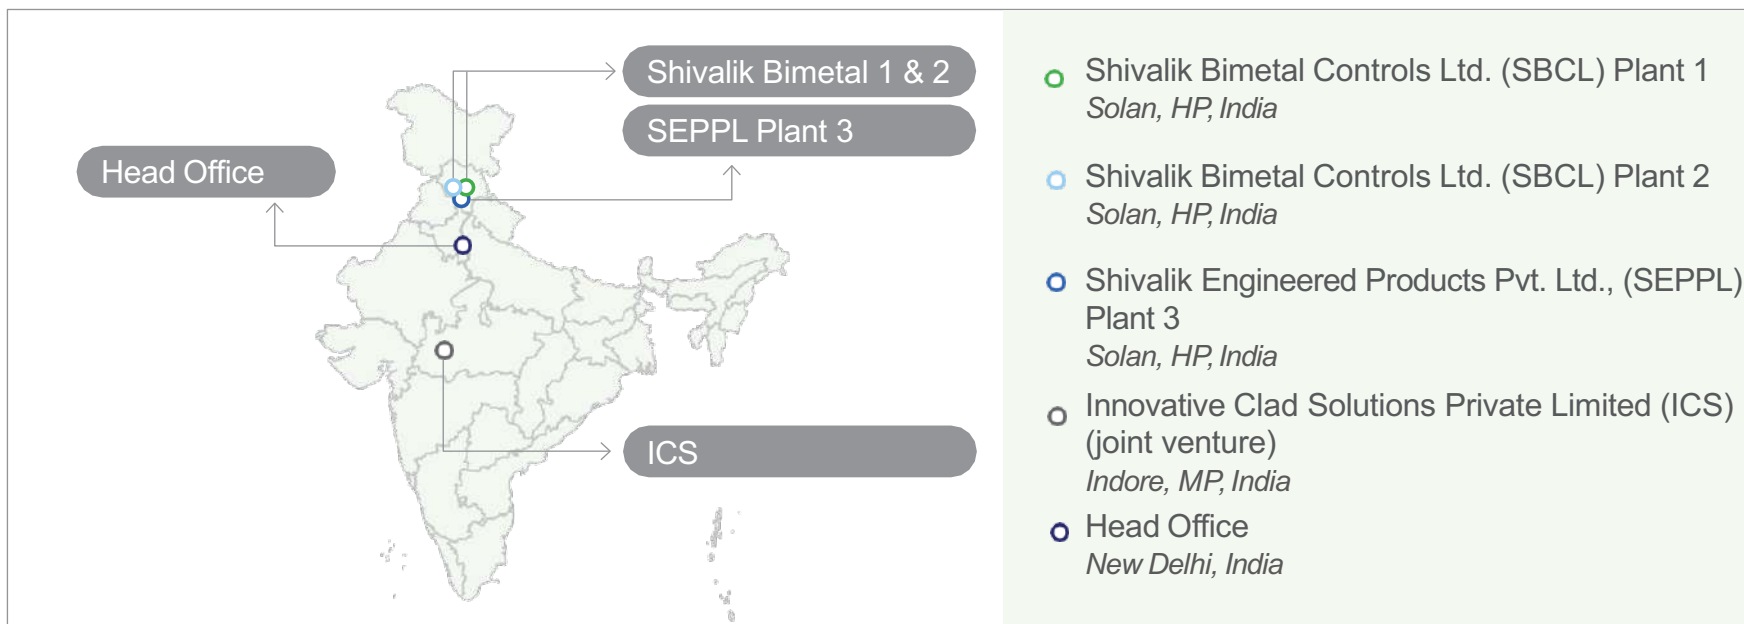 Shivalik Bimetal 1 & 2
SEPPL Plant 3
Head Office
ICS
Shivalik Bimetal Controls Ltd. (SBCL) Plant 1
Solan, HP, India
Shivalik Bimetal Controls Ltd. (SBCL) Plant 2
Solan, HP, India
Shivalik Engineered Products Pvt. Ltd., (SEPPL)
Plant 3
Solan, HP, India
Innovative Clad Solutions Private Limited (ICS)
(joint venture)
Indore, MP, India
Head Office
New Delhi, India